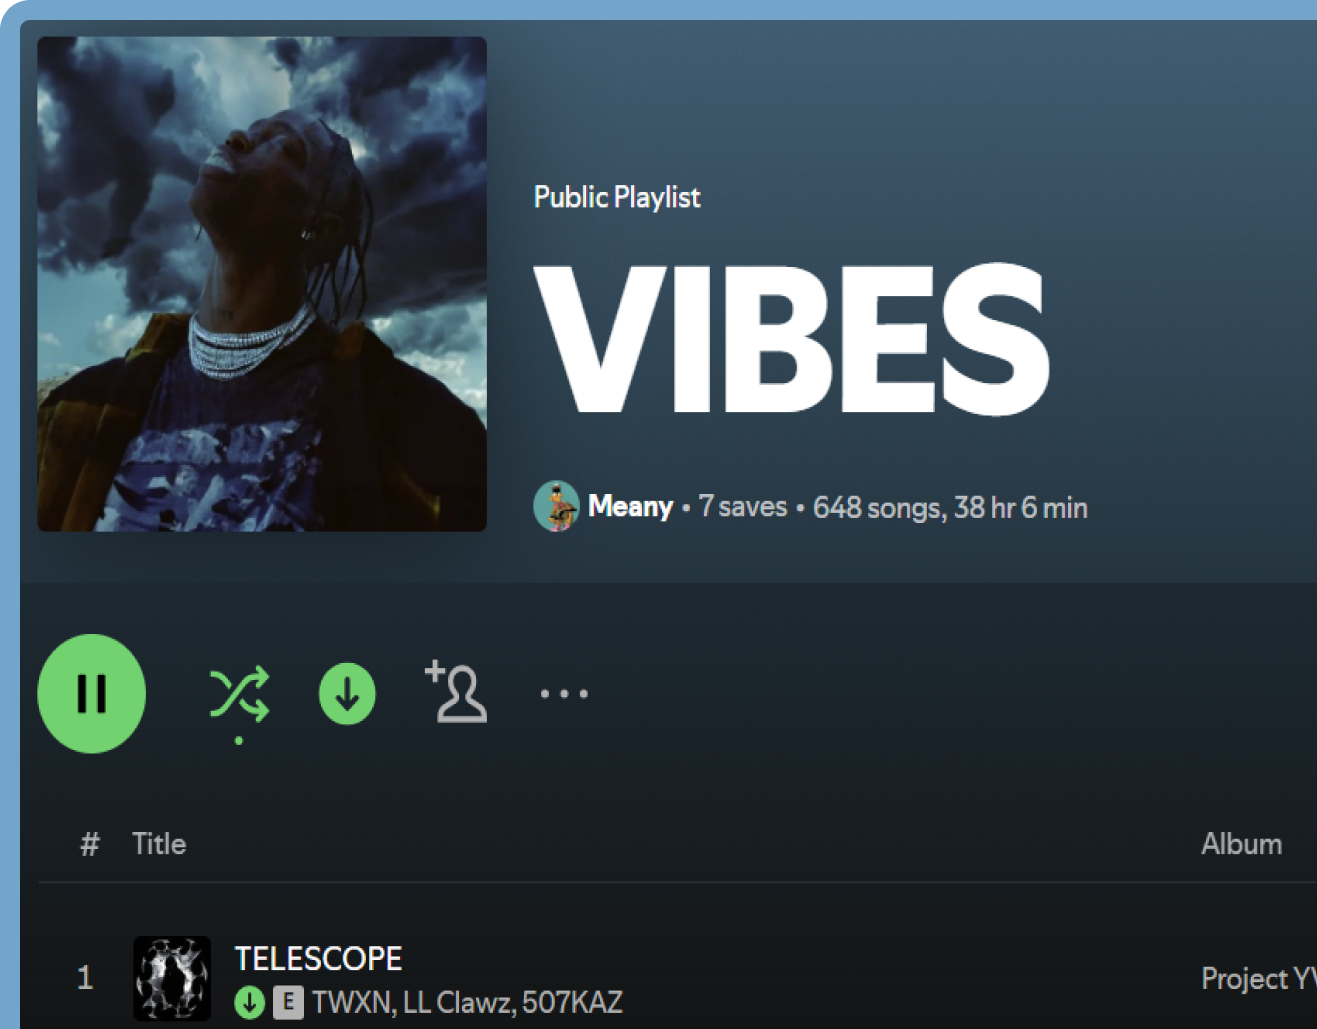 Public Playlist
VIBES
Meany • 7 saves • 648 songs, 38 hr 6 min
# Title Album
1 TELESCOPE Project YV
E TWXN, LL Clawz, 507KAZ